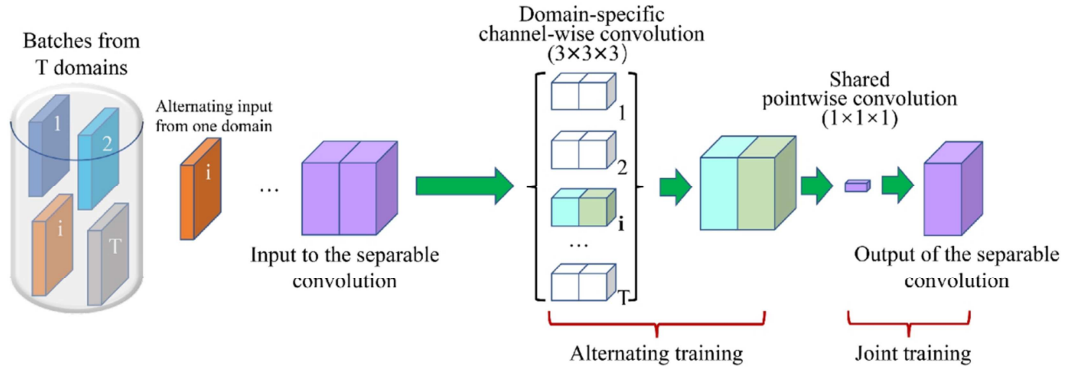 Batches from
T domains
1
2
i
T
Alternating input
from one domain
i
...
Input to the separable
convolution
Domain-specific
channel-wise convolution
(3×3×3)
1
2
i
...
T
Shared
pointwise convolution
(1×1×1)
Output of the separable
convolution
Alternating training
Joint training